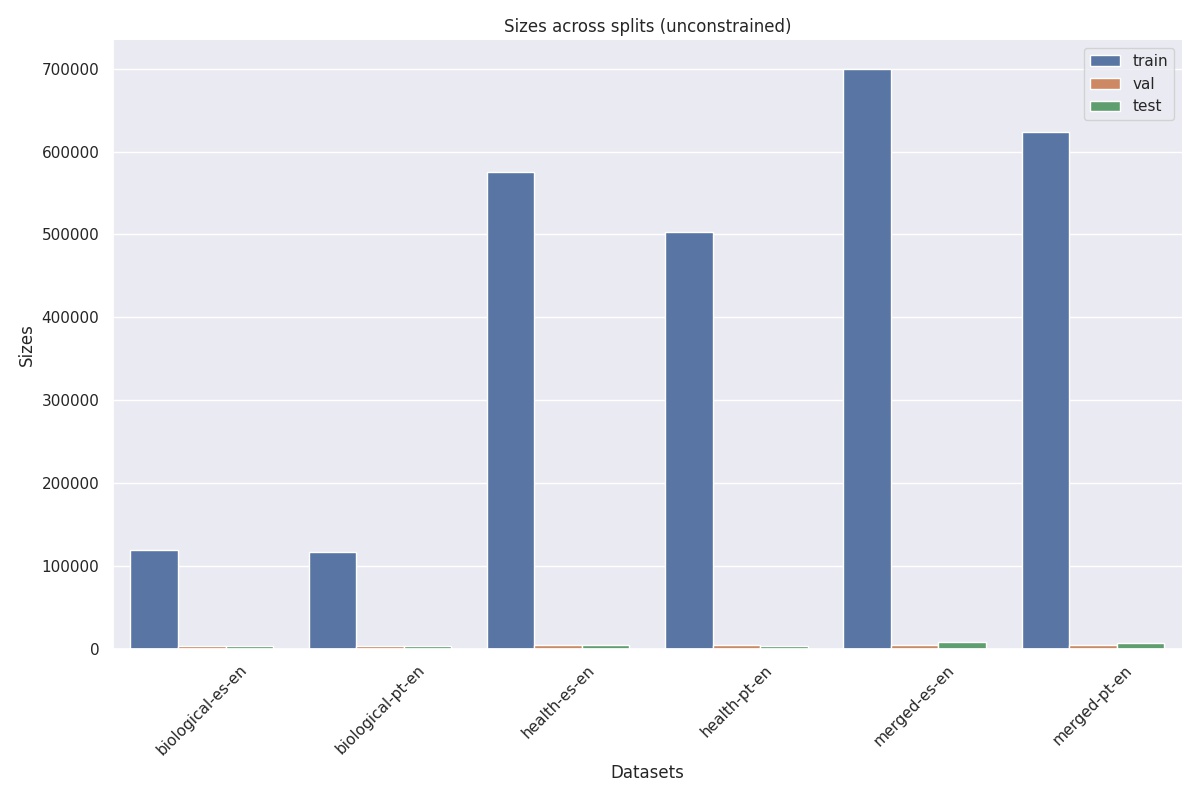 Sizes across splits (unconstrained)
train
val
test
700000
600000
500000
400000
300000
200000
100000
0
Sizes
biological-es-en
biological-pt-en
health-es-en
health-pt-en
merged-es-en
merged-pt-en
Datasets